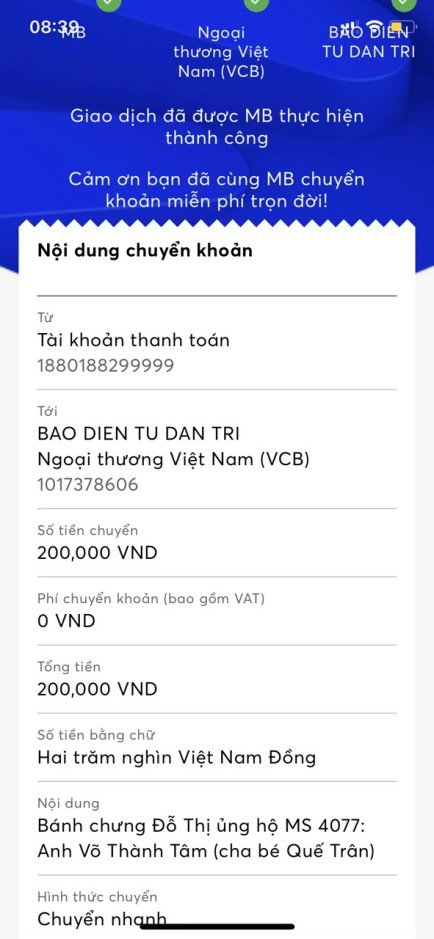 08:39
MB
Ngoại
thương Việt
Nam (VCB)
BAO DIEN
TU DAN TRI
Giao dịch đã được MB thực hiện
thành công
Cảm ơn bạn đã cùng MB chuyển
khoản miễn phí trọn đời!
Nội dung chuyển khoản
Từ
Tài khoản thanh toán
1880188299999
Tới
BAO DIEN TU DAN TRI
Ngoại thương Việt Nam (VCB)
1017378606
Số tiền chuyển
200,000 VND
Phí chuyển khoản (bao gồm VAT)
0 VND
Tổng tiền
200,000 VND
Số tiền bằng chữ
Hai trăm nghìn Việt Nam Đồng
Nội dung
Bánh chưng Đỗ Thị ủng hộ MS 4077:
Anh Võ Thành Tâm (cha bé Quế Trân)
Hình thức chuyển
Chuyển nhanh